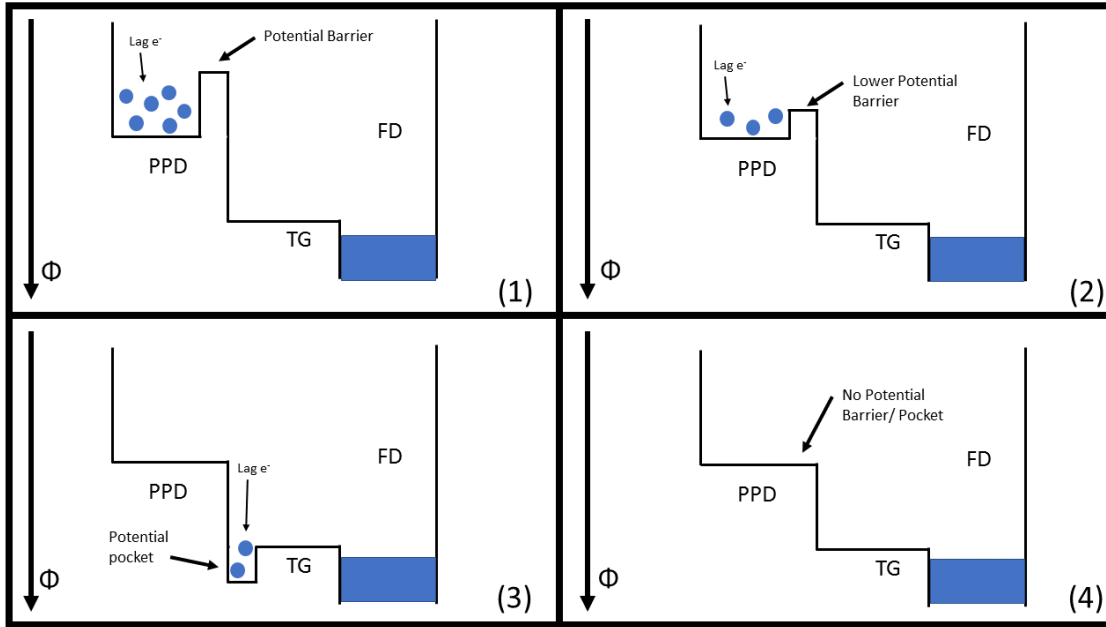 Lag e-
Potential Barrier
FD
PPD
TG
Φ
(1)
Lag e-
Lower Potential
Barrier
FD
PPD
TG
Φ
(2)
FD
Lag e-
PPD
Potential
pocket
TG
Φ
(3)
No Potential
Barrier/ Pocket
FD
PPD
TG
Φ
(4)